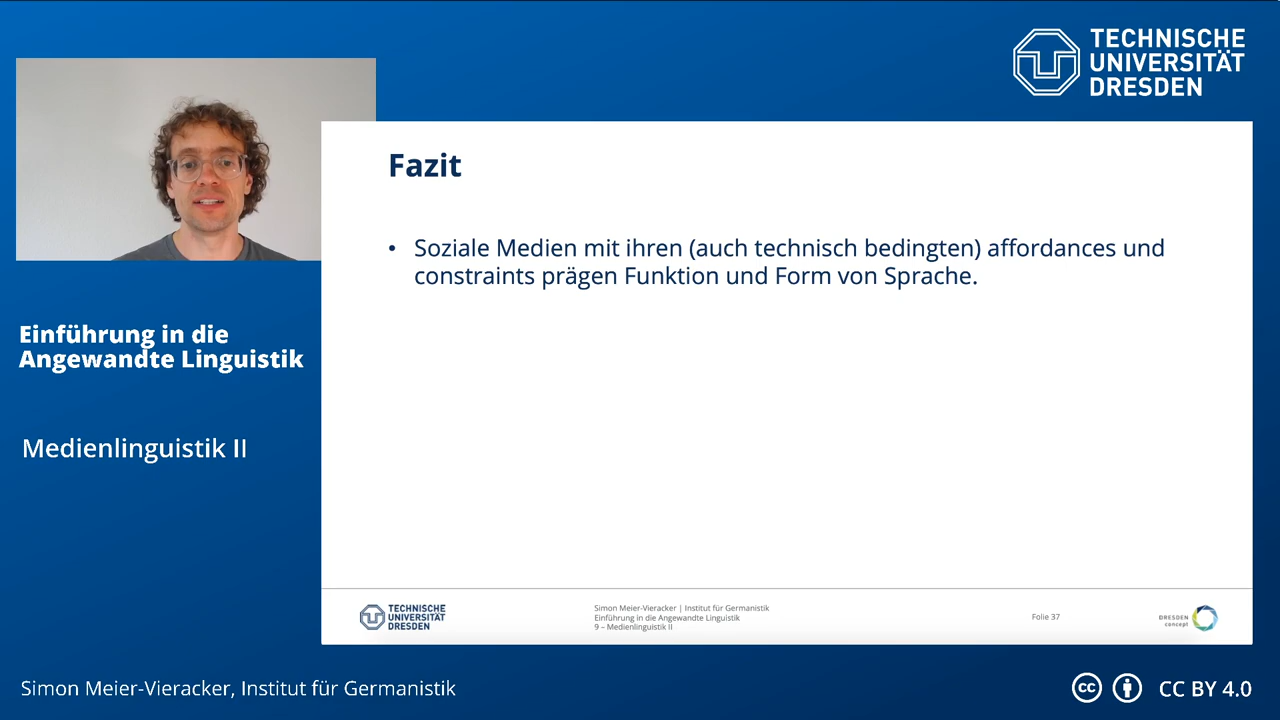 TECHNISCHE
UNIVERSITÄT
DRESDEN
Fazit
• Soziale Medien mit ihren (auch technisch bedingten) affordances und
constraints prägen Funktion und Form von Sprache.
Einführung in die
Angewandte Linguistik
Medienlinguistik II
TECHNISCHE
UNIVERSITÄT
DRESDEN
Simon Meier-Vieracker | Institut für Germanistik
Einführung in die Angewandte Linguistik
9 – Medienlinguistik II
Folie 37
DRESDEN
concept
Simon Meier-Vieracker, Institut für Germanistik
cc
CC BY 4.0